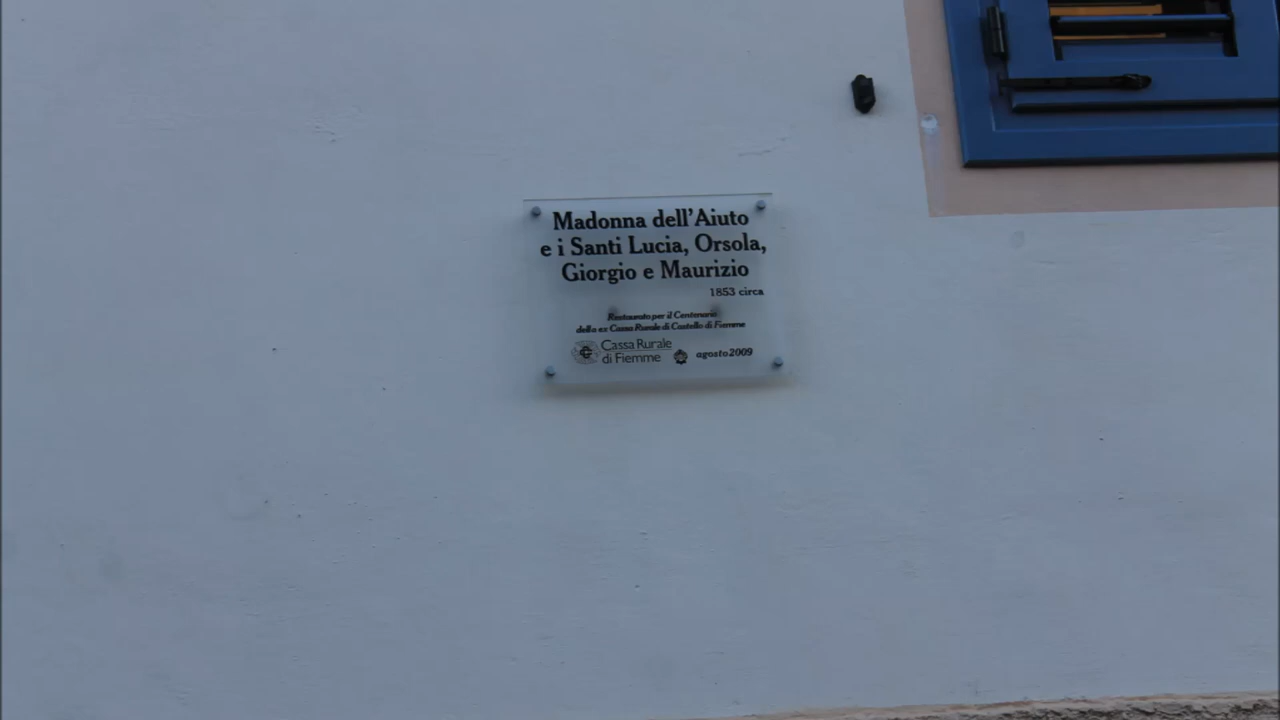 Madonna dell'Aiuto
e i Santi Lucia, Orsola,
Giorgio e Maurizio
1853 circa
Restaurato per il Centenario
della ex Cassa Rurale di Castello di Fiemme
Cassa Rurale
di Fiemme
agosto 2009